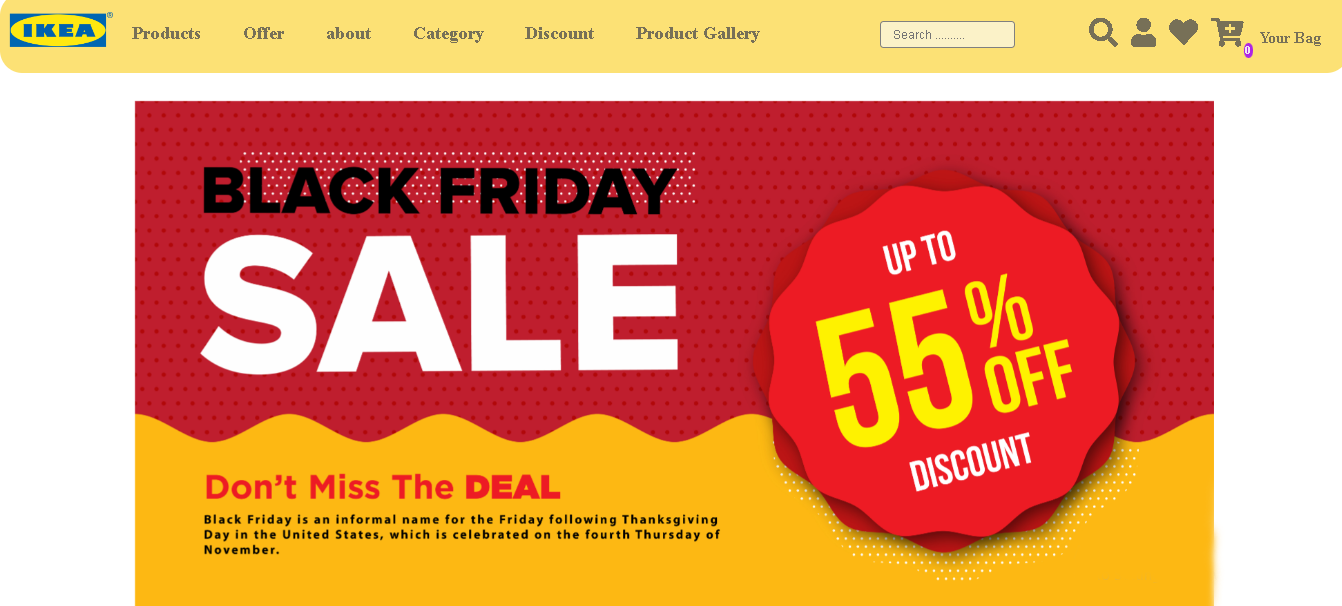 IKEA®
Products Offer about Category Discount Product Gallery
Search ..........
0 Your Bag
BLACK FRIDAY
SALE
UP TO
55% OFF
DISCOUNT
Don't Miss The DEAL
Black Friday is an informal name for the Friday following Thanksgiving
Day in the United States, which is celebrated on the fourth Thursday of
November.